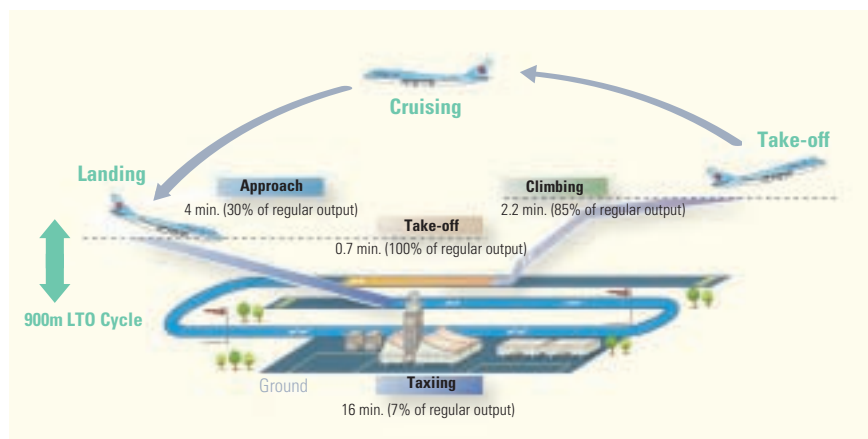 Cruising
Take-off
Landing
Approach
4 min. (30% of regular output)
Climbing
2.2 min. (85% of regular output)
Take-off
0.7 min. (100% of regular output)
900m LTO Cycle
Ground
Taxiing
16 min. (7% of regular output)